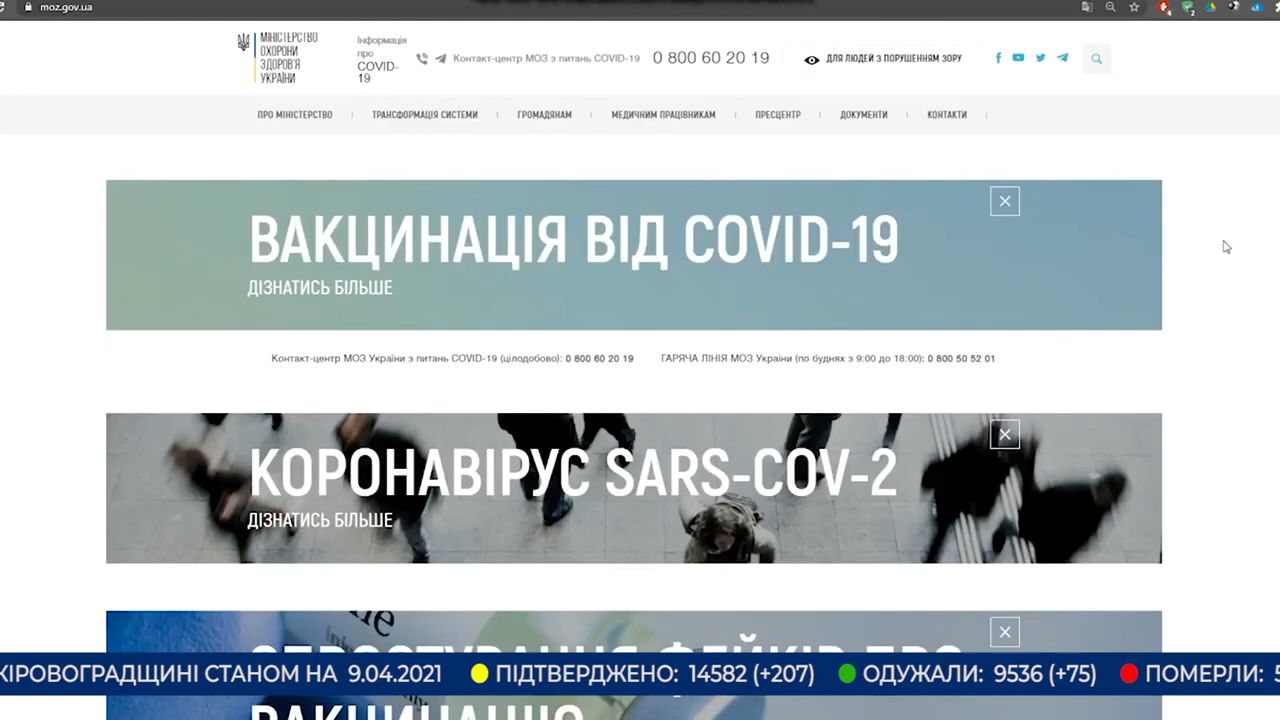 moz.gov.ua
МІНІСТЕРСТВО
ОХОРОНИ
ЗДОРОВ'Я
УКРАЇНИ
Інформація
про
COVID-
19
Контакт-центр МОЗ з питань COVID-19 0 800 60 20 19
ДЛЯ ЛЮДЕЙ З ПОРУШЕННЯМ ЗОРУ
ПРО МІНІСТЕРСТВО ТРАНСФОРМАЦІЯ СИСТЕМИ ГРОМАДЯНАМ МЕДИЧНИМ ПРАЦІВНИКАМ ПРЕСЦЕНТР ДОКУМЕНТИ КОНТАКТИ
ВАКЦИНАЦІЯ ВІД COVID-19
ДІЗНАТИСЬ БІЛЬШЕ
Контакт-центр МОЗ України з питань COVID-19 (цілодобово): 0 800 60 20 19 ГАРЯЧА ЛІНІЯ МОЗ України (по буднях з 9:00 до 18:00): 0 800 50 52 01
КОРОНАВІРУС SARS-COV-2
ДІЗНАТИСЬ БІЛЬШЕ
СПРОСТУВАННЯ ФЕЙКІВ ПРО
КІРОВОГРАДЩИНІ СТАНОМ НА 9.04.2021 ПІДТВЕРДЖЕНО: 14582 (+207) ОДУЖАЛИ: 9536 (+75) ПОМЕРЛИ:
ВАКЦИНАЦІЮ